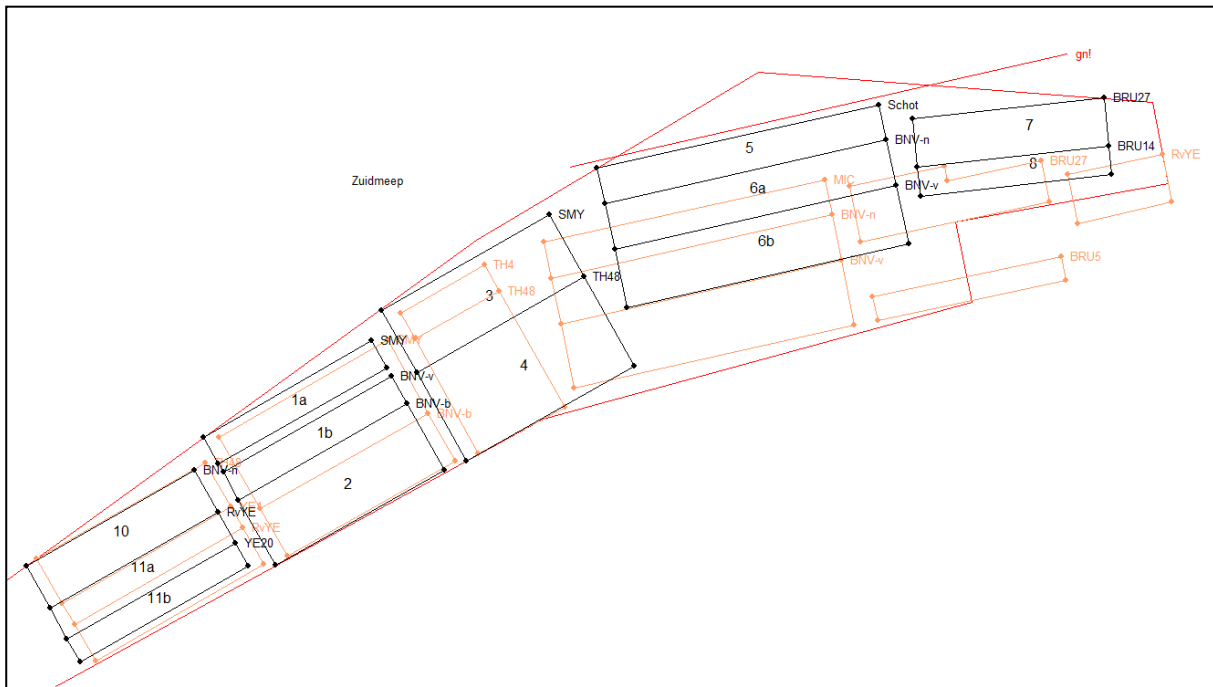 gn!
BRU27
Schot
7
BNV-n
5
BRU14
RvYE
BRU27
8
Zuidmeep
MIC
BNV-v
6a
SMY
BNV-n
6b
BRU5
BNV-v
TH4
TH48
TH48
3
SMY
4
BNV-v
1a
BNV-b
BNV-b
1b
TH48
BNV-n
2
YE4
RvYE
10
RvYE
YE20
11a
11b